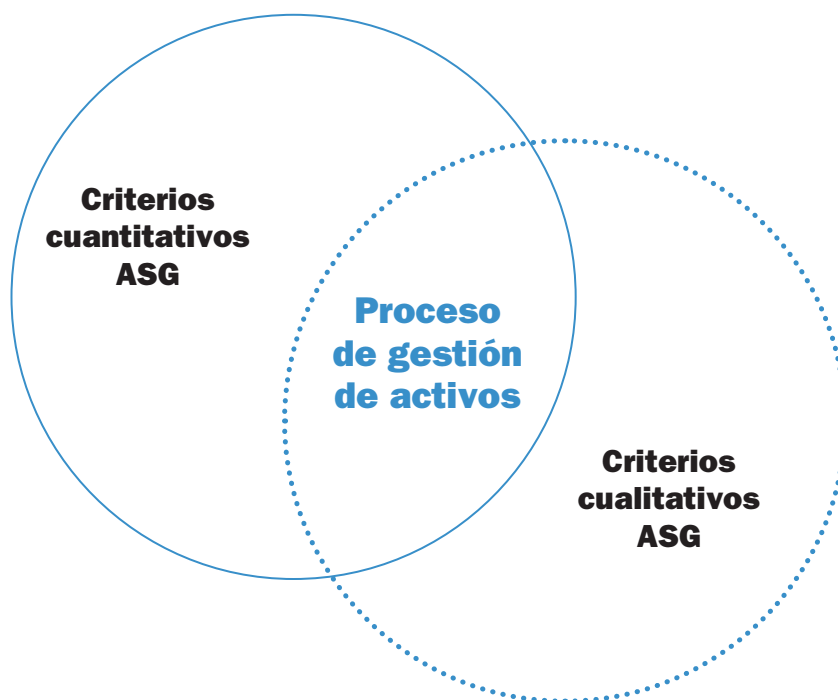 Criterios
cuantitativos
ASG
Proceso
de gestión
de activos
Criterios
cualitativos
ASG